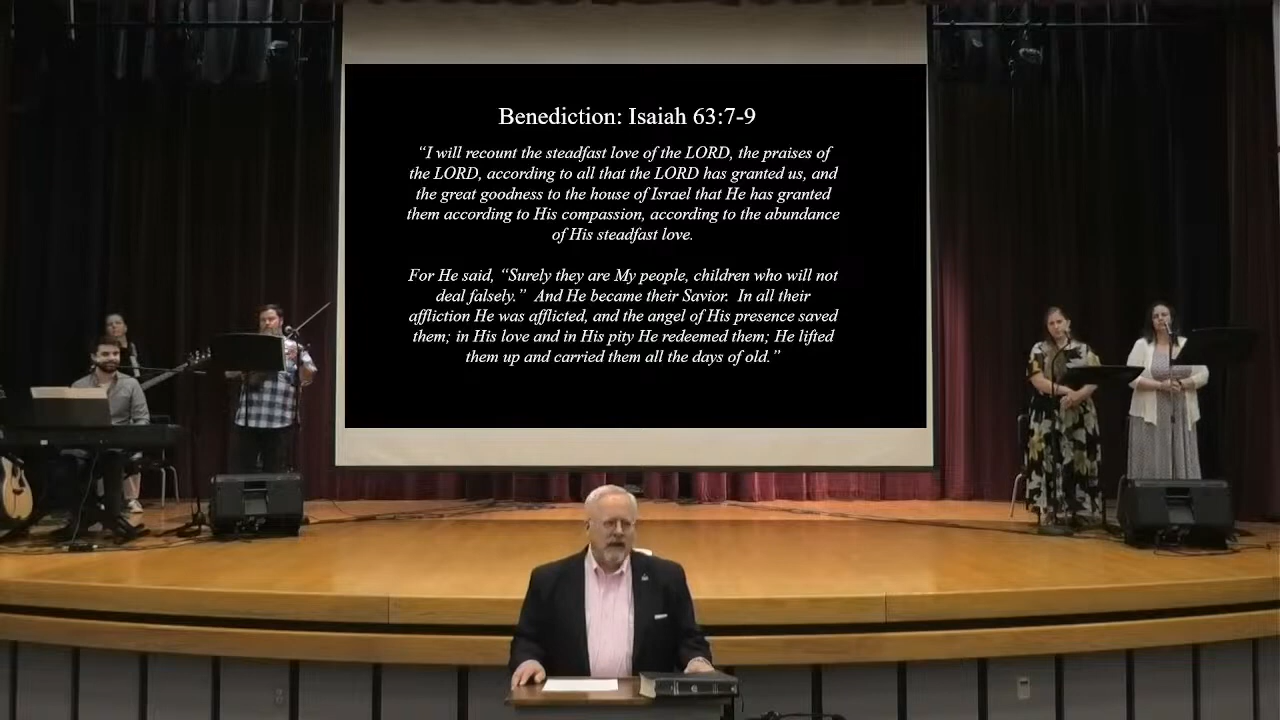 Benediction: Isaiah 63:7-9
“I will recount the steadfast love of the LORD, the praises of
the LORD, according to all that the LORD has granted us, and
the great goodness to the house of Israel that He has granted
them according to His compassion, according to the abundance
of His steadfast love.
For He said, “Surely they are My people, children who will not
deal falsely.” And He became their Savior. In all their
affliction He was afflicted, and the angel of His presence saved
them; in His love and in His pity He redeemed them; He lifted
them up and carried them all the days of old.”